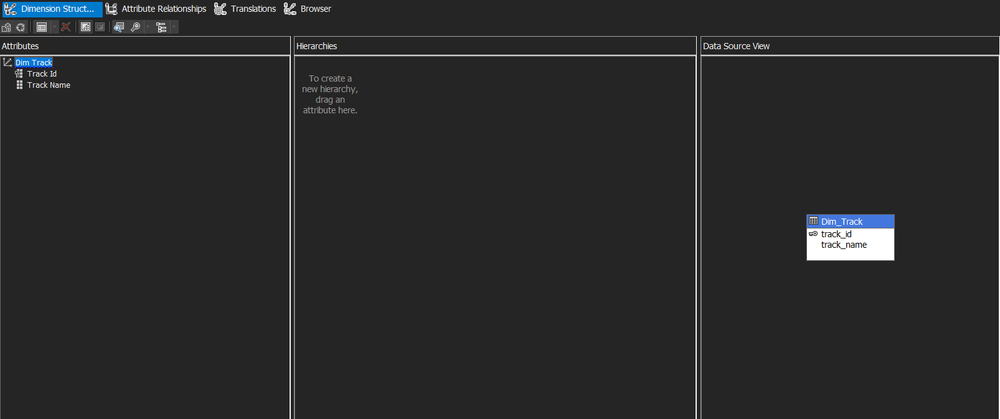 Dimension Struct...
Attribute Relationships
Translations
Browser
Attributes
Hierarchies
Data Source View
Dim Track
Track Id
Track Name
To create a
new hierarchy,
drag an
attribute here.
Dim_Track
track_id
track_name